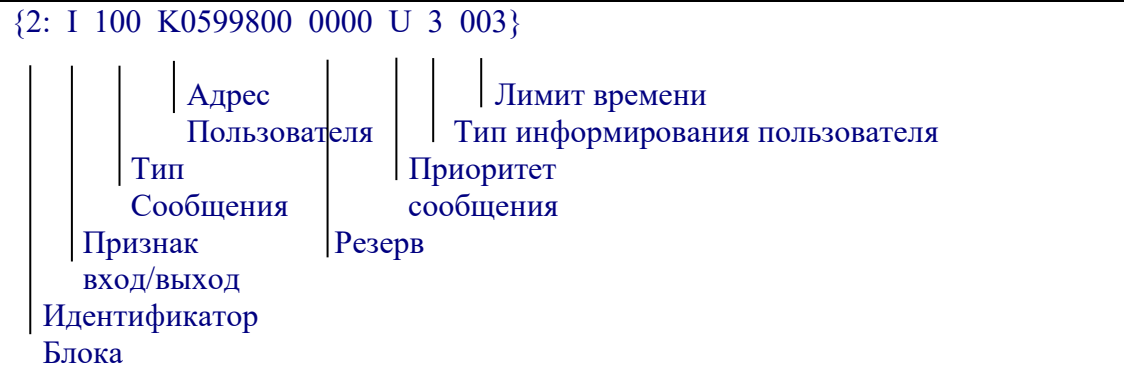 {2: I 100 K0599800 0000 U 3 003}
Адрес Лимит времени
Пользователя Тип информирования пользователя
Тип Приоритет
Сообщения сообщения
Признак Резерв
вход/выход
Идентификатор
Блока